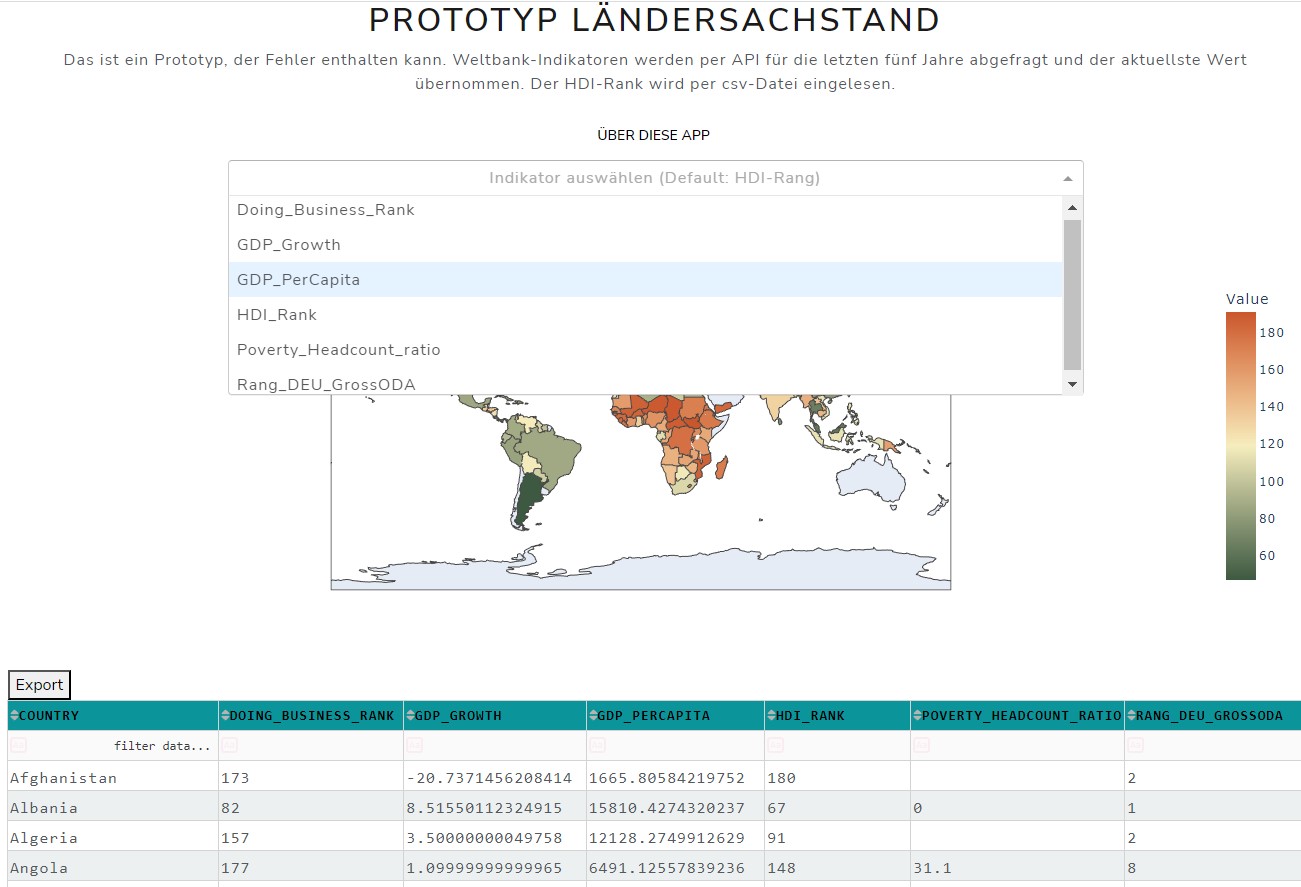 PROTOTYP LÄNDERSACHSTAND
Das ist ein Prototyp, der Fehler enthalten kann. Weltbank-Indikatoren werden per API für die letzten fünf Jahre abgefragt und der aktuellste Wert
übernommen. Der HDI-Rank wird per csv-Datei eingelesen.
ÜBER DIESE APP
Indikator auswählen (Default: HDI-Rang)
Doing_Business_Rank
GDP_Growth
GDP_PerCapita
HDI_Rank
Poverty_Headcount_ratio
Rang_DEU_GrossODA
Value
180
160
140
120
100
80
60
Export
COUNTRY DOING_BUSINESS_RANK GDP_GROWTH GDP_PERCAPITA HDI_RANK POVERTY_HEADCOUNT_RATIO RANG_DEU_GROSSODA
filter data...
Afghanistan 173 -20.7371456208414 1665.80584219752 180 2
Albania 82 8.51550112324915 15810.4274320237 67 0 1
Algeria 157 3.50000000049758 12128.2749912629 91 2
Angola 177 1.09999999999965 6491.12557839236 148 31.1 8